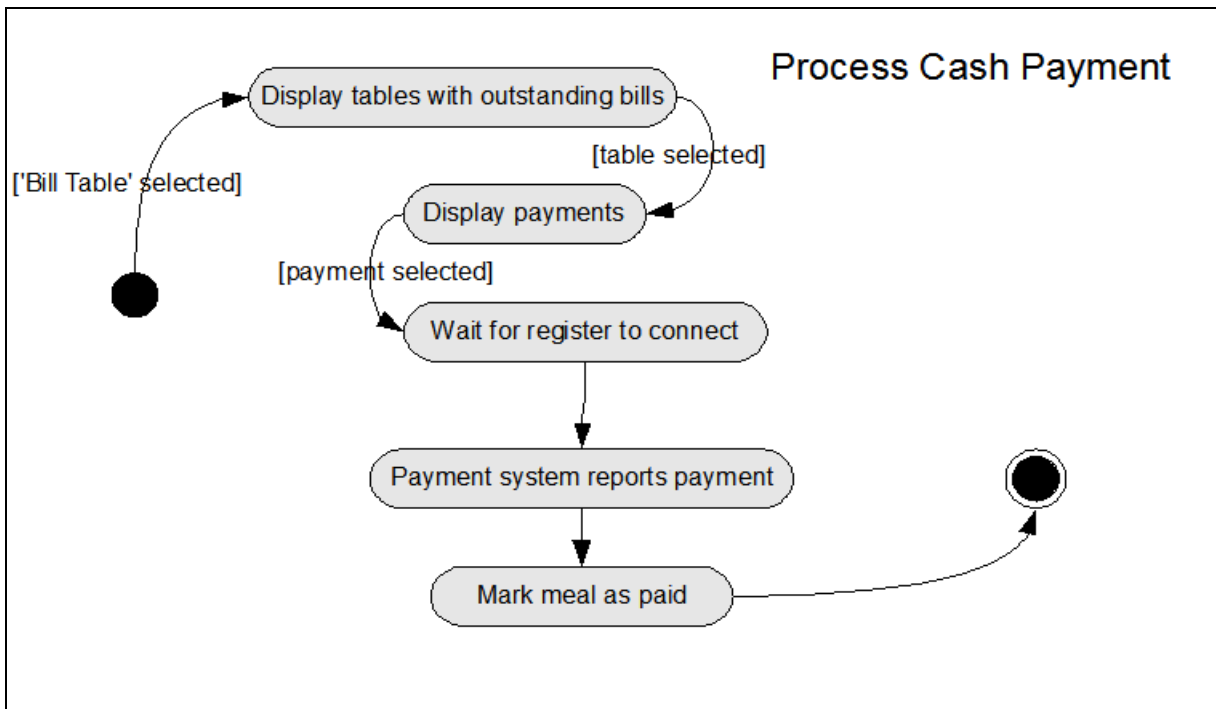 Process Cash Payment
Display tables with outstanding bills
[table selected]
['Bill Table' selected]
Display payments
[payment selected]
Wait for register to connect
Payment system reports payment
Mark meal as paid